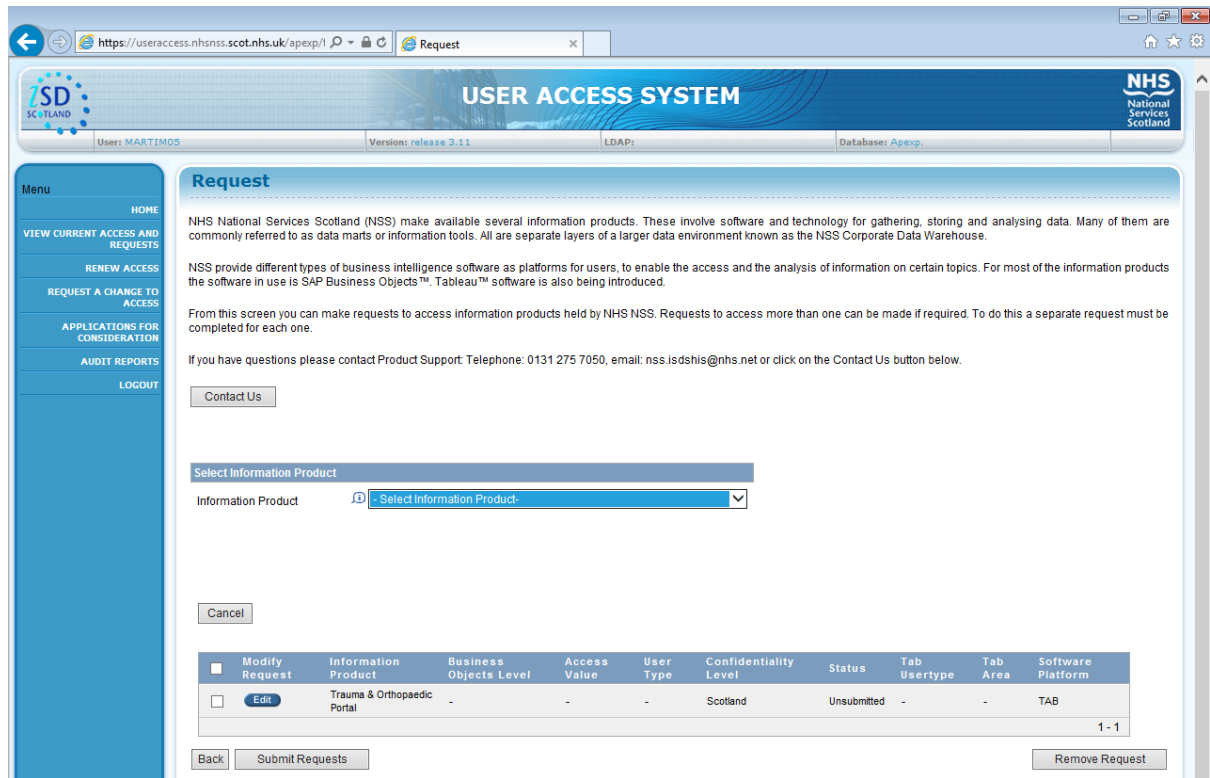 https://useraccess.nhsnss.scot.nhs.uk/apexp/
Request
iSD
SCOTLAND
USER ACCESS SYSTEM
NHS
National
Services
Scotland
User: MARTIM05
Version: release 3.11
LDAP:
Database: Apexp.
Menu
HOME
VIEW CURRENT ACCESS AND
REQUESTS
RENEW ACCESS
REQUEST A CHANGE TO
ACCESS
APPLICATIONS FOR
CONSIDERATION
AUDIT REPORTS
LOGOUT
Request
NHS National Services Scotland (NSS) make available several information products. These involve software and technology for gathering, storing and analysing data. Many of them are
commonly referred to as data marts or information tools. All are separate layers of a larger data environment known as the NSS Corporate Data Warehouse.
NSS provide different types of business intelligence software as platforms for users, to enable the access and the analysis of information on certain topics. For most of the information products
the software in use is SAP Business Objects™. Tableau™ software is also being introduced.
From this screen you can make requests to access information products held by NHS NSS. Requests to access more than one can be made if required. To do this a separate request must be
completed for each one.
If you have questions please contact Product Support: Telephone: 0131 275 7050, email: nss.isdshis@nhs.net or click on the Contact Us button below.
Contact Us
Select Information Product
Information Product
- Select Information Product-
Cancel
Modify Request Information Product Business Objects Level Access Value User Type Confidentiality Level Status Tab Usertype Tab Area Software Platform
Edit Trauma & Orthopaedic Portal - - - Scotland Unsubmitted - - TAB
1 - 1
Back Submit Requests Remove Request